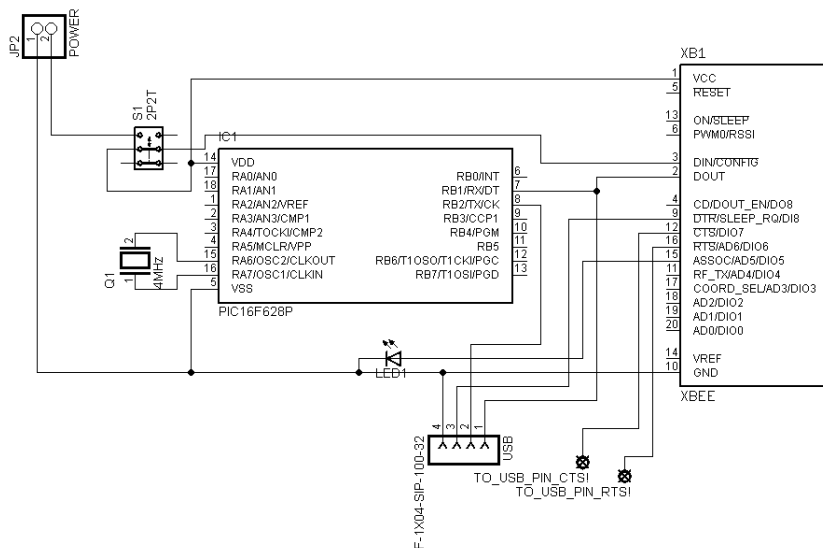 JP2
1
2
POWER
S1
2P2T
IC1
14 VDD
17 RA0/AN0
18 RA1/AN1
1 RA2/AN2/VREF
2 RA3/AN3/CMP1
3 RA4/TOCKI/CMP2
4 RA5/MCLR/VPP
15 RA6/OSC2/CLKOUT
16 RA7/OSC1/CLKIN
5 VSS
RB0/INT 6
RB1/RX/DT 7
RB2/TX/CK 8
RB3/CCP1 9
RB4/PGM 10
RB5 11
RB6/T1OSO/T1CKI/PGC 12
RB7/T1OSI/PGD 13
PIC16F628P
Q1
2
1
4MHz
LED1
XB1
1 VCC
5 RESET
13 ON/SLEEP
6 PWM0/RSSI
3 DIN/CONFIG
2 DOUT
4 CD/DOUT_EN/DO8
9 DTR/SLEEP_RQ/DI8
12 CTS/DIO7
16 RTS/AD6/DIO6
15 ASSOC/AD5/DIO5
11 RF_TX/AD4/DIO4
17 COORD_SEL/AD3/DIO3
18 AD2/DIO2
19 AD1/DIO1
20 AD0/DIO0
14 VREF
10 GND
XBEE
4
3
2
1
USB
F-1X04-SIP-100-32
TO_USB_PIN_CTSI
TO_USB_PIN_RTSI